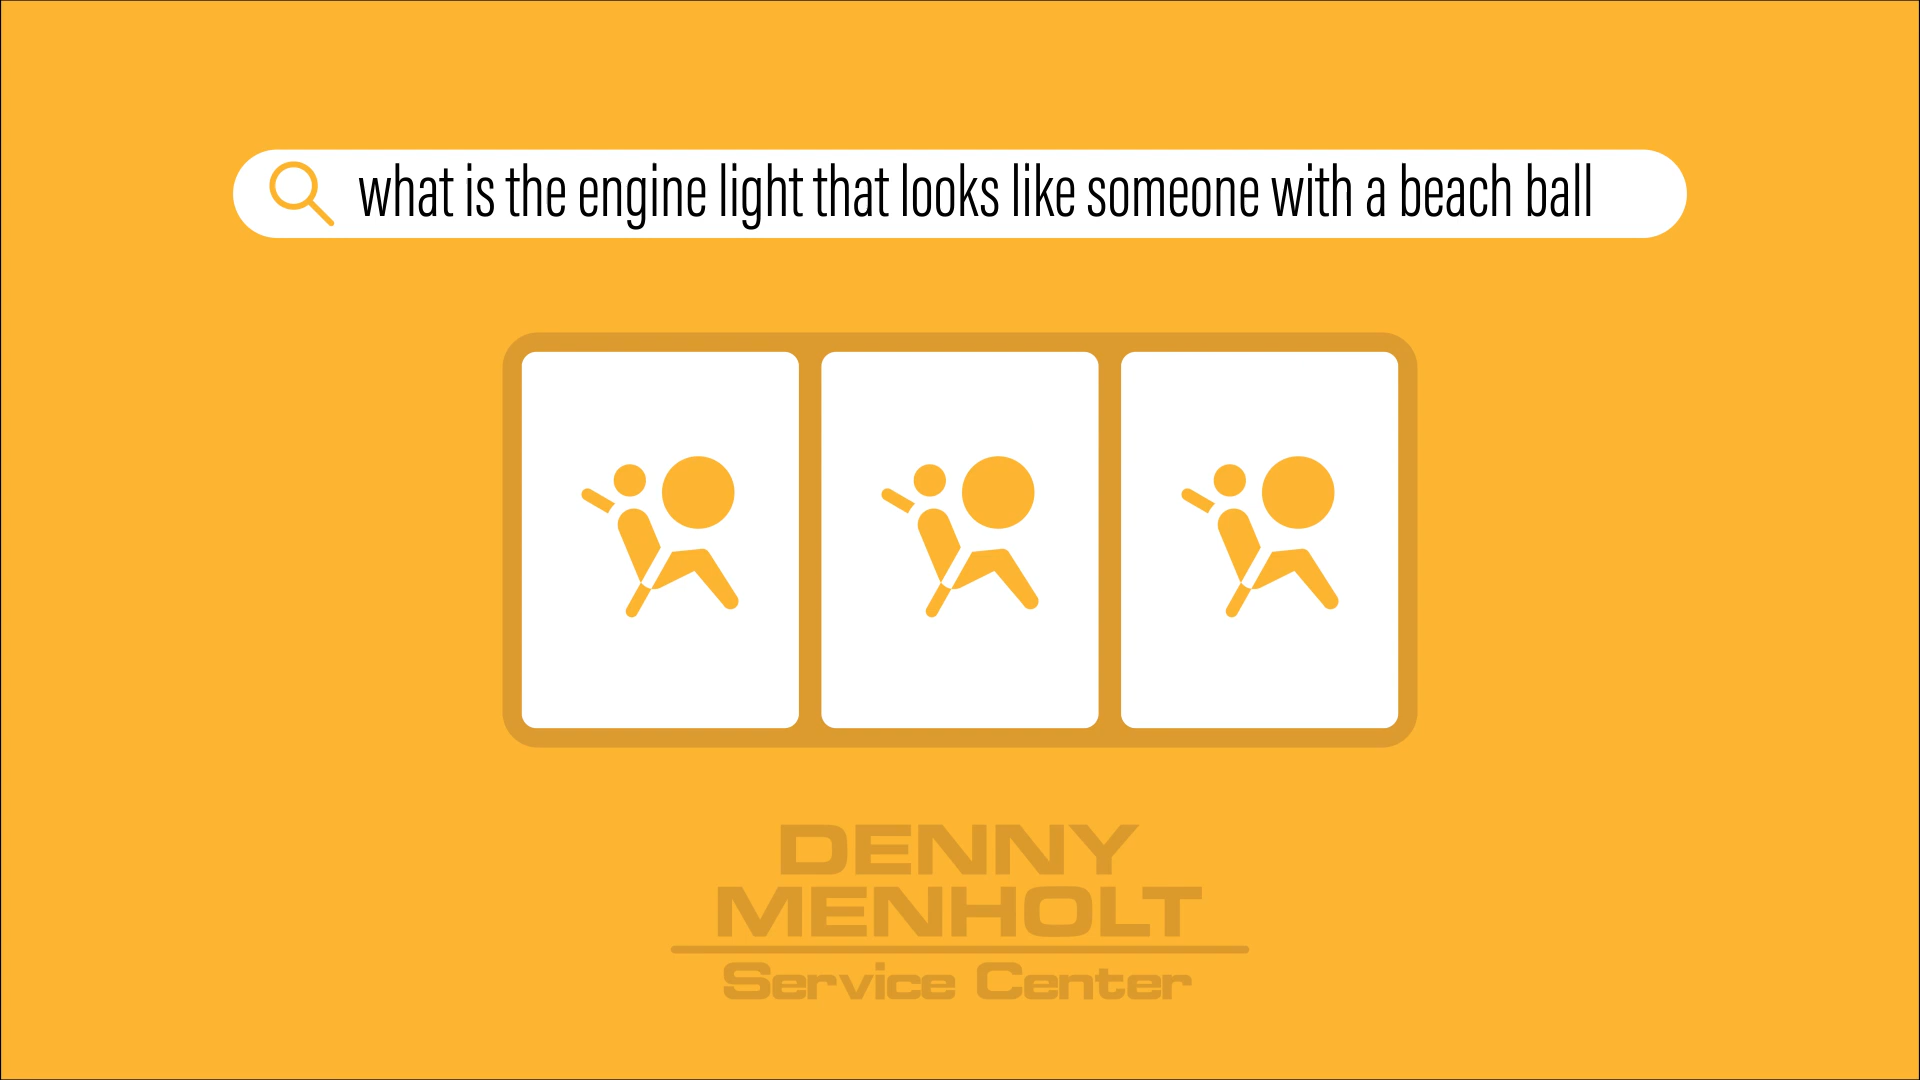 what is the engine light that looks like someone with a beach ball
DENNY
MENHOLT
Service Center